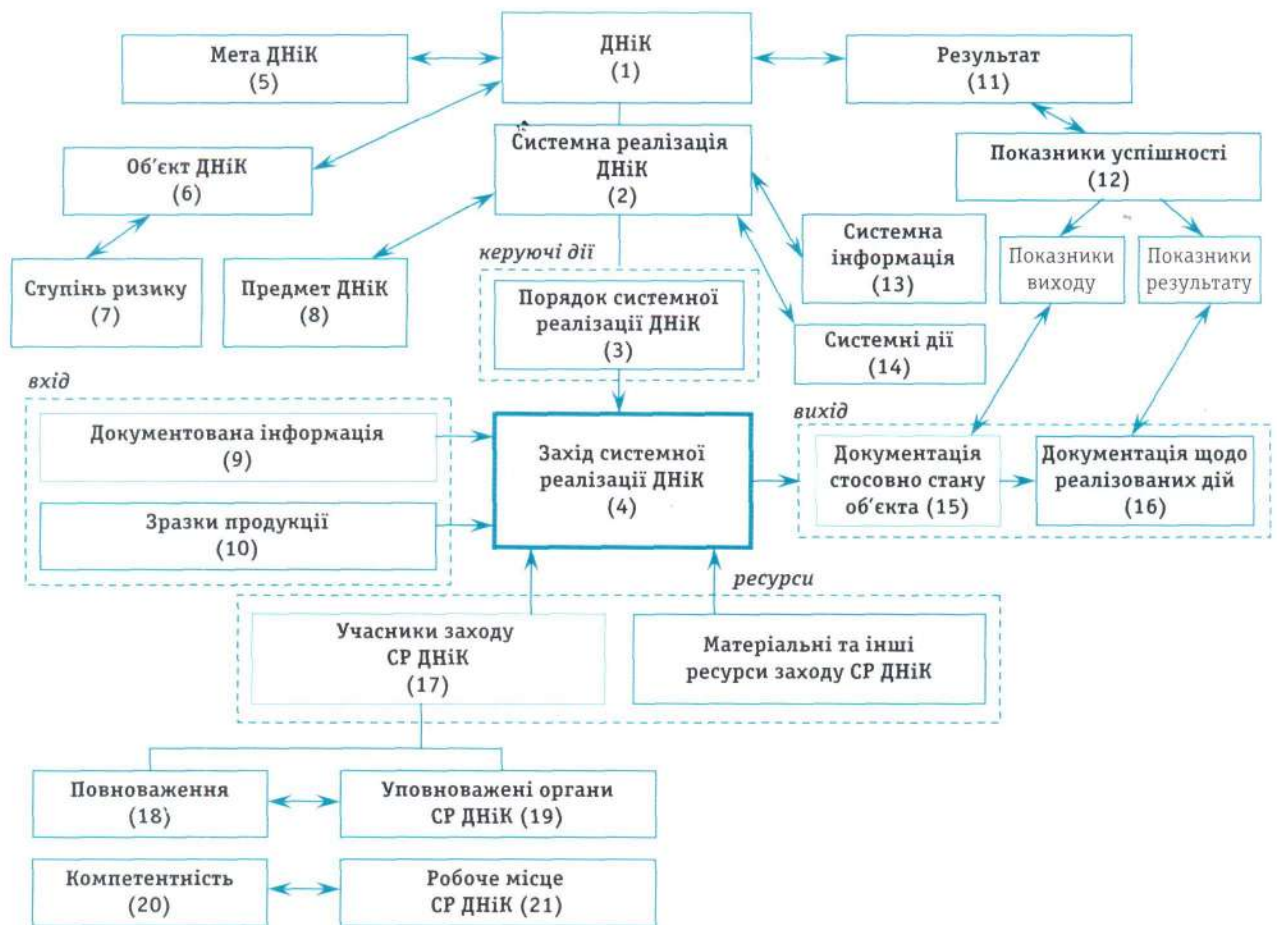 Мета ДНіК
(5)
ДНіК
(1)
Результат
(11)
Об'єкт ДНіК
(6)
Системна реалізація
ДНіК
(2)
Показники успішності
(12)
Ступінь ризику
(7)
Предмет ДНіК
(8)
керуючі дії
Порядок системної
реалізації ДНіК
(3)
Системна
інформація
(13)
Системні дії
(14)
Показники
виходу
Показники
результату
вхід
Документована інформація
(9)
Зразки продукції
(10)
Захід системної
реалізації ДНіК
(4)
вихід
Документація
стосовно стану
об'єкта (15)
Документація щодо
реалізованих дій
(16)
ресурси
Учасники заходу
СР ДНіК
(17)
Матеріальні та інші
ресурси заходу СР ДНіК
Повноваження
(18)
Уповноважені органи
СР ДНіК (19)
Компетентність
(20)
Робоче місце
СР ДНіК (21)